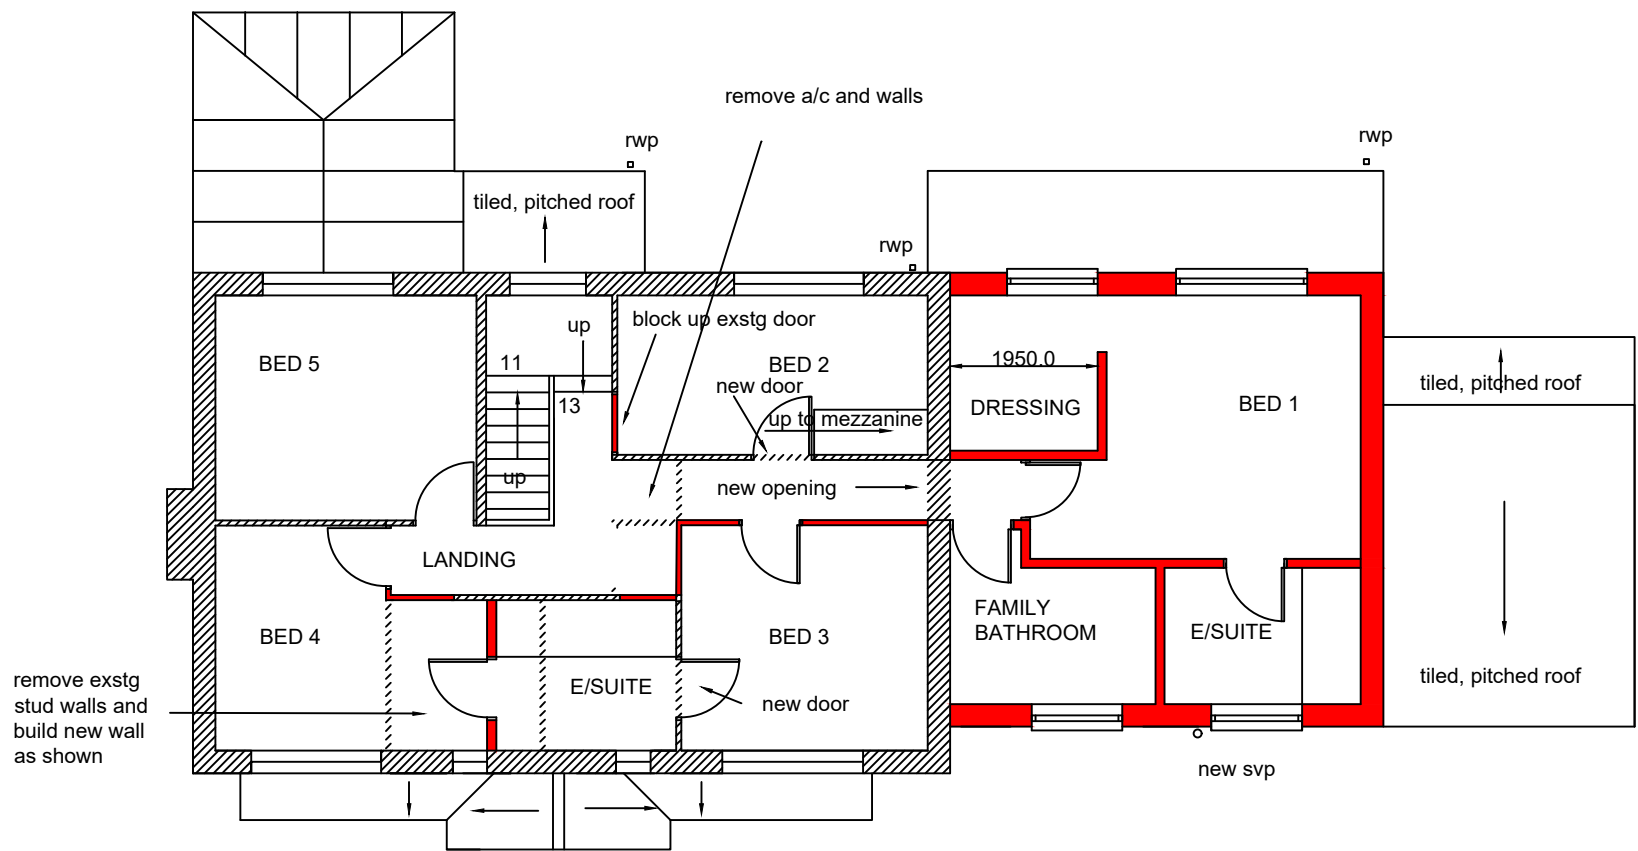 remove a/c and walls
rwp
rwp
tiled, pitched roof
rwp
up
block up exstg door
BED 5
11
BED 2
1950.0
new door
tiled, pitched roof
13
DRESSING
BED 1
up to mezzanine
up
new opening
LANDING
FAMILY
BATHROOM
BED 4
BED 3
E/SUITE
remove exstg
stud walls and
build new wall
as shown
E/SUITE
new door
tiled, pitched roof
new svp